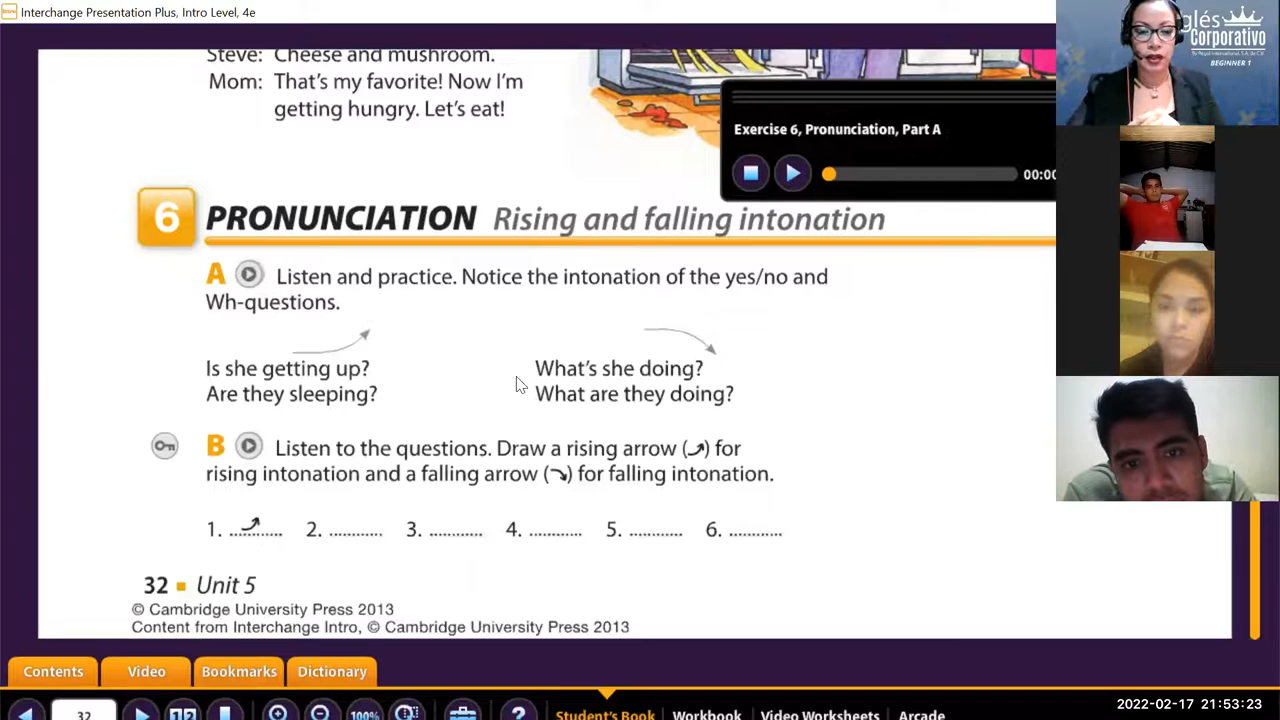 Interchange Presentation Plus, Intro Level, 4e
Steve: Cheese and mushroom.
Mom: That's my favorite! Now I'm
getting hungry. Let's eat!
Exercise 6, Pronunciation, Part A
00:00
glés
Corporativo
BEGINNER 1
6 PRONUNCIATION Rising and falling intonation
A Listen and practice. Notice the intonation of the yes/no and
Wh-questions.
Is she getting up? What's she doing?
Are they sleeping? What are they doing?
B Listen to the questions. Draw a rising arrow (⤴) for
rising intonation and a falling arrow (⤵) for falling intonation.
1. ............ 2. ............ 3. ............ 4. ............ 5. ............ 6. ............
32 ▪ Unit 5
© Cambridge University Press 2013
Content from Interchange Intro, © Cambridge University Press 2013
Contents Video Bookmarks Dictionary
32 100% ? Student's Book Workbook Video Worksheets Arcade
2022-02-17 21:53:23